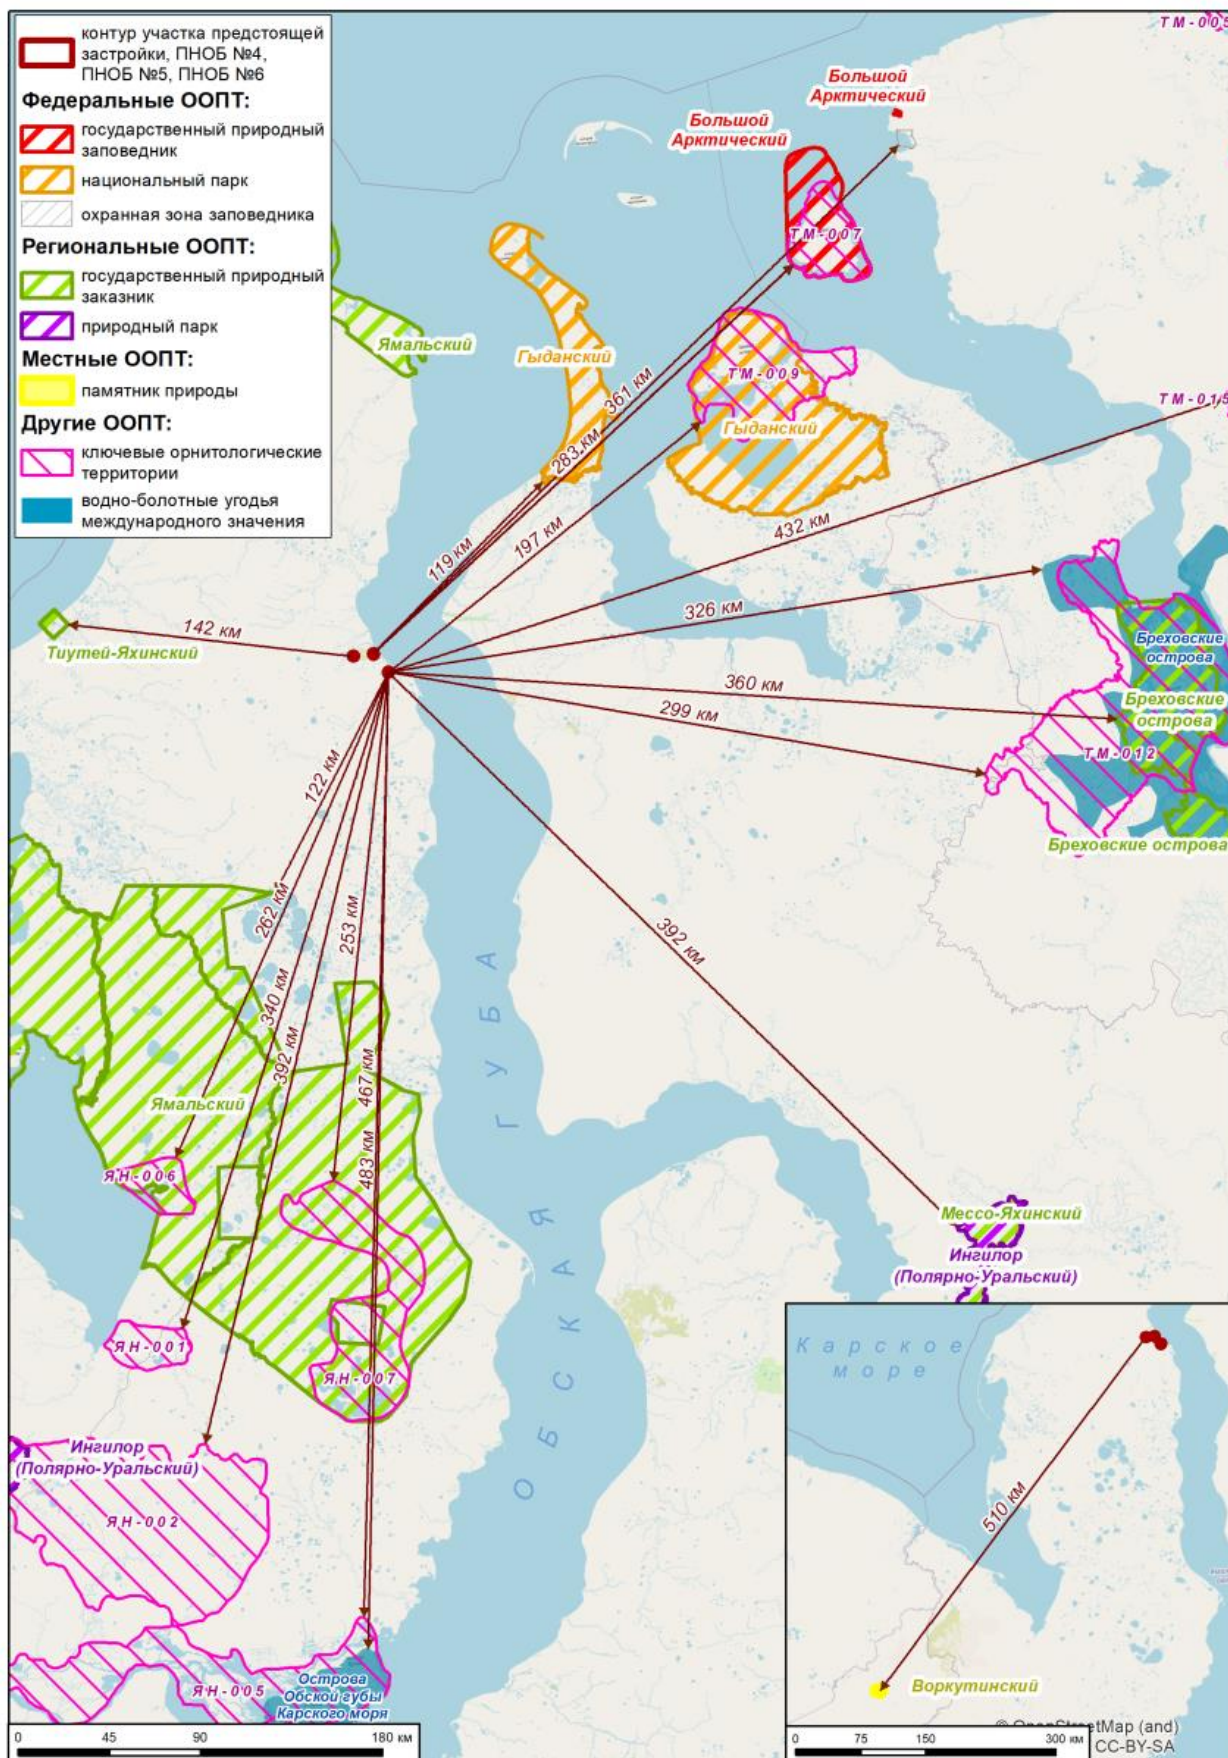 контур участка предстоящей
застройки, ПНОБ №4,
ПНОБ №5, ПНОБ №6
Федеральные ООПТ:
государственный природный
заповедник
национальный парк
охранная зона заповедника
Региональные ООПТ:
государственный природный
заказник
природный парк
Местные ООПТ:
памятник природы
Другие ООПТ:
ключевые орнитологические
территории
водно-болотные угодья
международного значения
ТМ-005
Большой
Арктический
Большой
Арктический
ТМ-007
Ямальский
Гыданский
ТМ-009
Гыданский
ТМ-015
361 км
283 км
119 км
197 км
432 км
326 км
142 км
Тиутей-Яхинский
Бреховские
острова
360 км
Бреховские
острова
299 км
ТМ-012
Бреховские острова
122 км
262 км
253 км
392 км
340 км
392 км
467 км
483 км
Ямальский
ЯН-006
ОБСКАЯ ГУБА
Мессо-Яхинский
Ингилор
(Полярно-Уральский)
ЯН-001
ЯН-007
Ингилор
(Полярно-Уральский)
ЯН-002
ЯН-005
Острова
Обской губы
Карского моря
Карское
море
510 км
Воркутинский
© OpenStreetMap (and)
CC-BY-SA
0 45 90 180 км
0 75 150 300 км